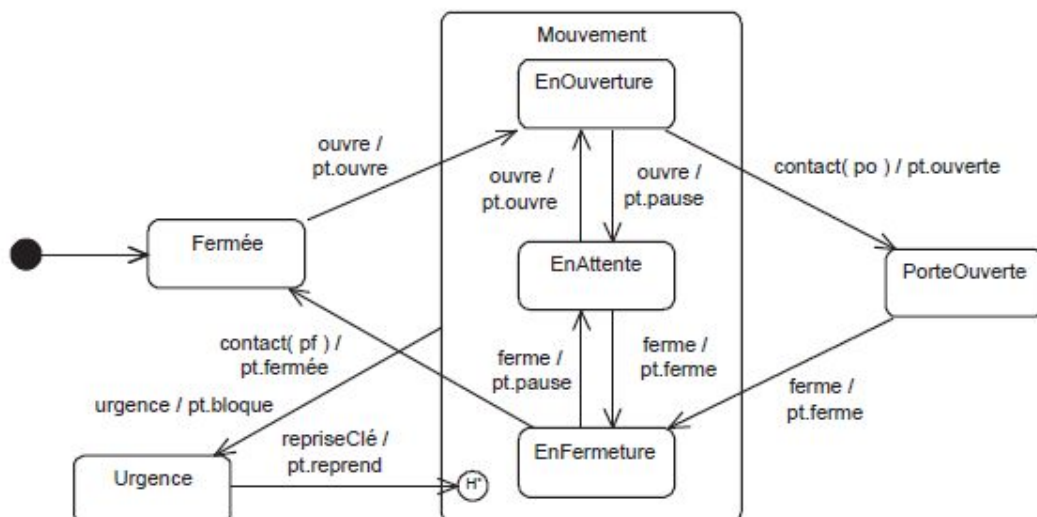 Mouvement
EnOuverture
ouvre /
pt.ouvre
ouvre /
pt.ouvre
ouvre /
pt.pause
contact( po ) / pt.ouverte
Fermée
EnAttente
PorteOuverte
contact( pf ) /
pt.fermée
ferme /
pt.pause
ferme /
pt.ferme
ferme /
pt.ferme
urgence / pt.bloque
repriseClé /
pt.reprend
EnFermeture
Urgence
H*